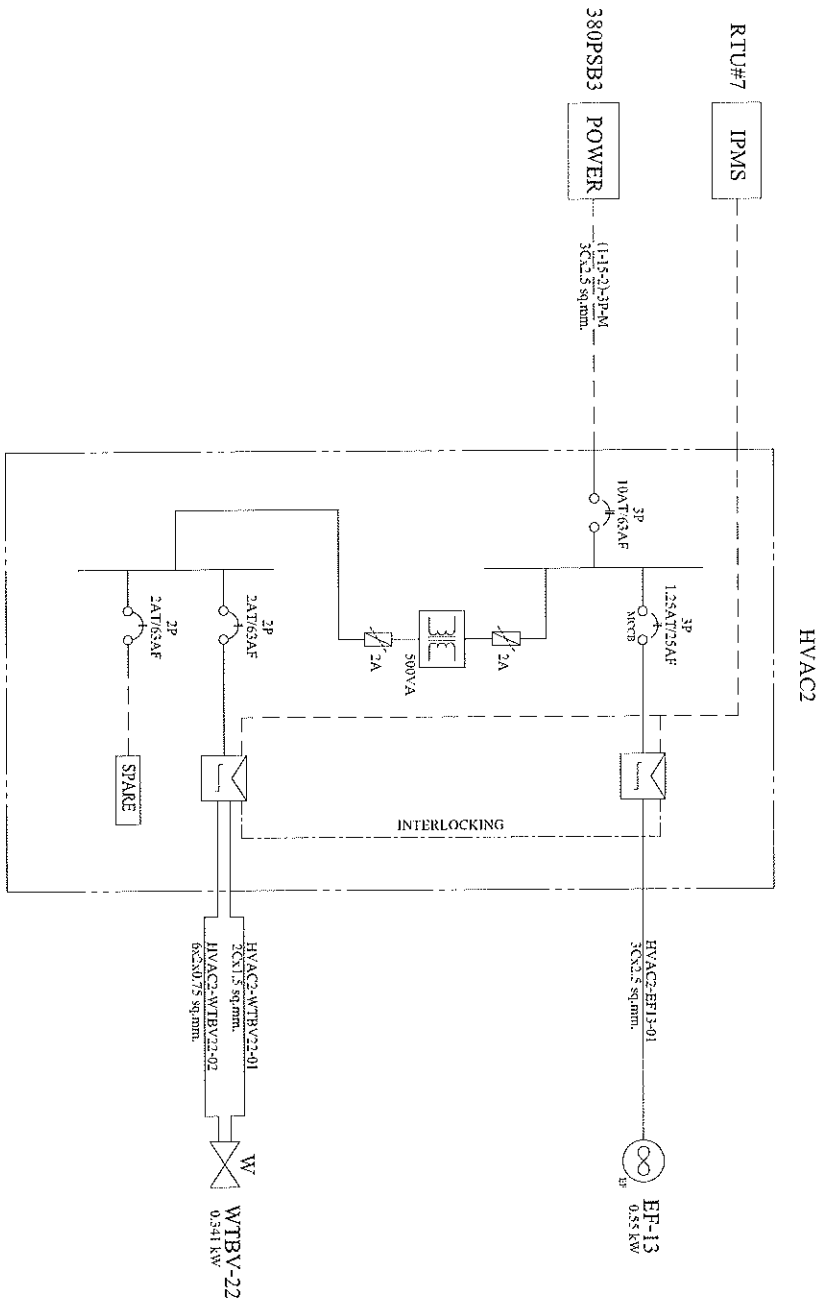 HVAC2
RTU#7
IPMS
380PSB3
POWER
(1-15-2)-3P-M
3Cx2.5 sq.mm.
3P
10AT/63AF
3P
1.25AT/25AF
MCCB
2A
500VA
2A
2P
2AT/63AF
2P
2AT/63AF
SPARE
INTERLOCKING
HVAC2-EF13-01
3Cx2.5 sq.mm.
EF
EF-13
0.55 kW
HVAC2-WTBV22-01
2Cx1.5 sq.mm.
HVAC2-WTBV22-02
6x2x0.75 sq.mm.
W
WTBV-22
0.341 kW